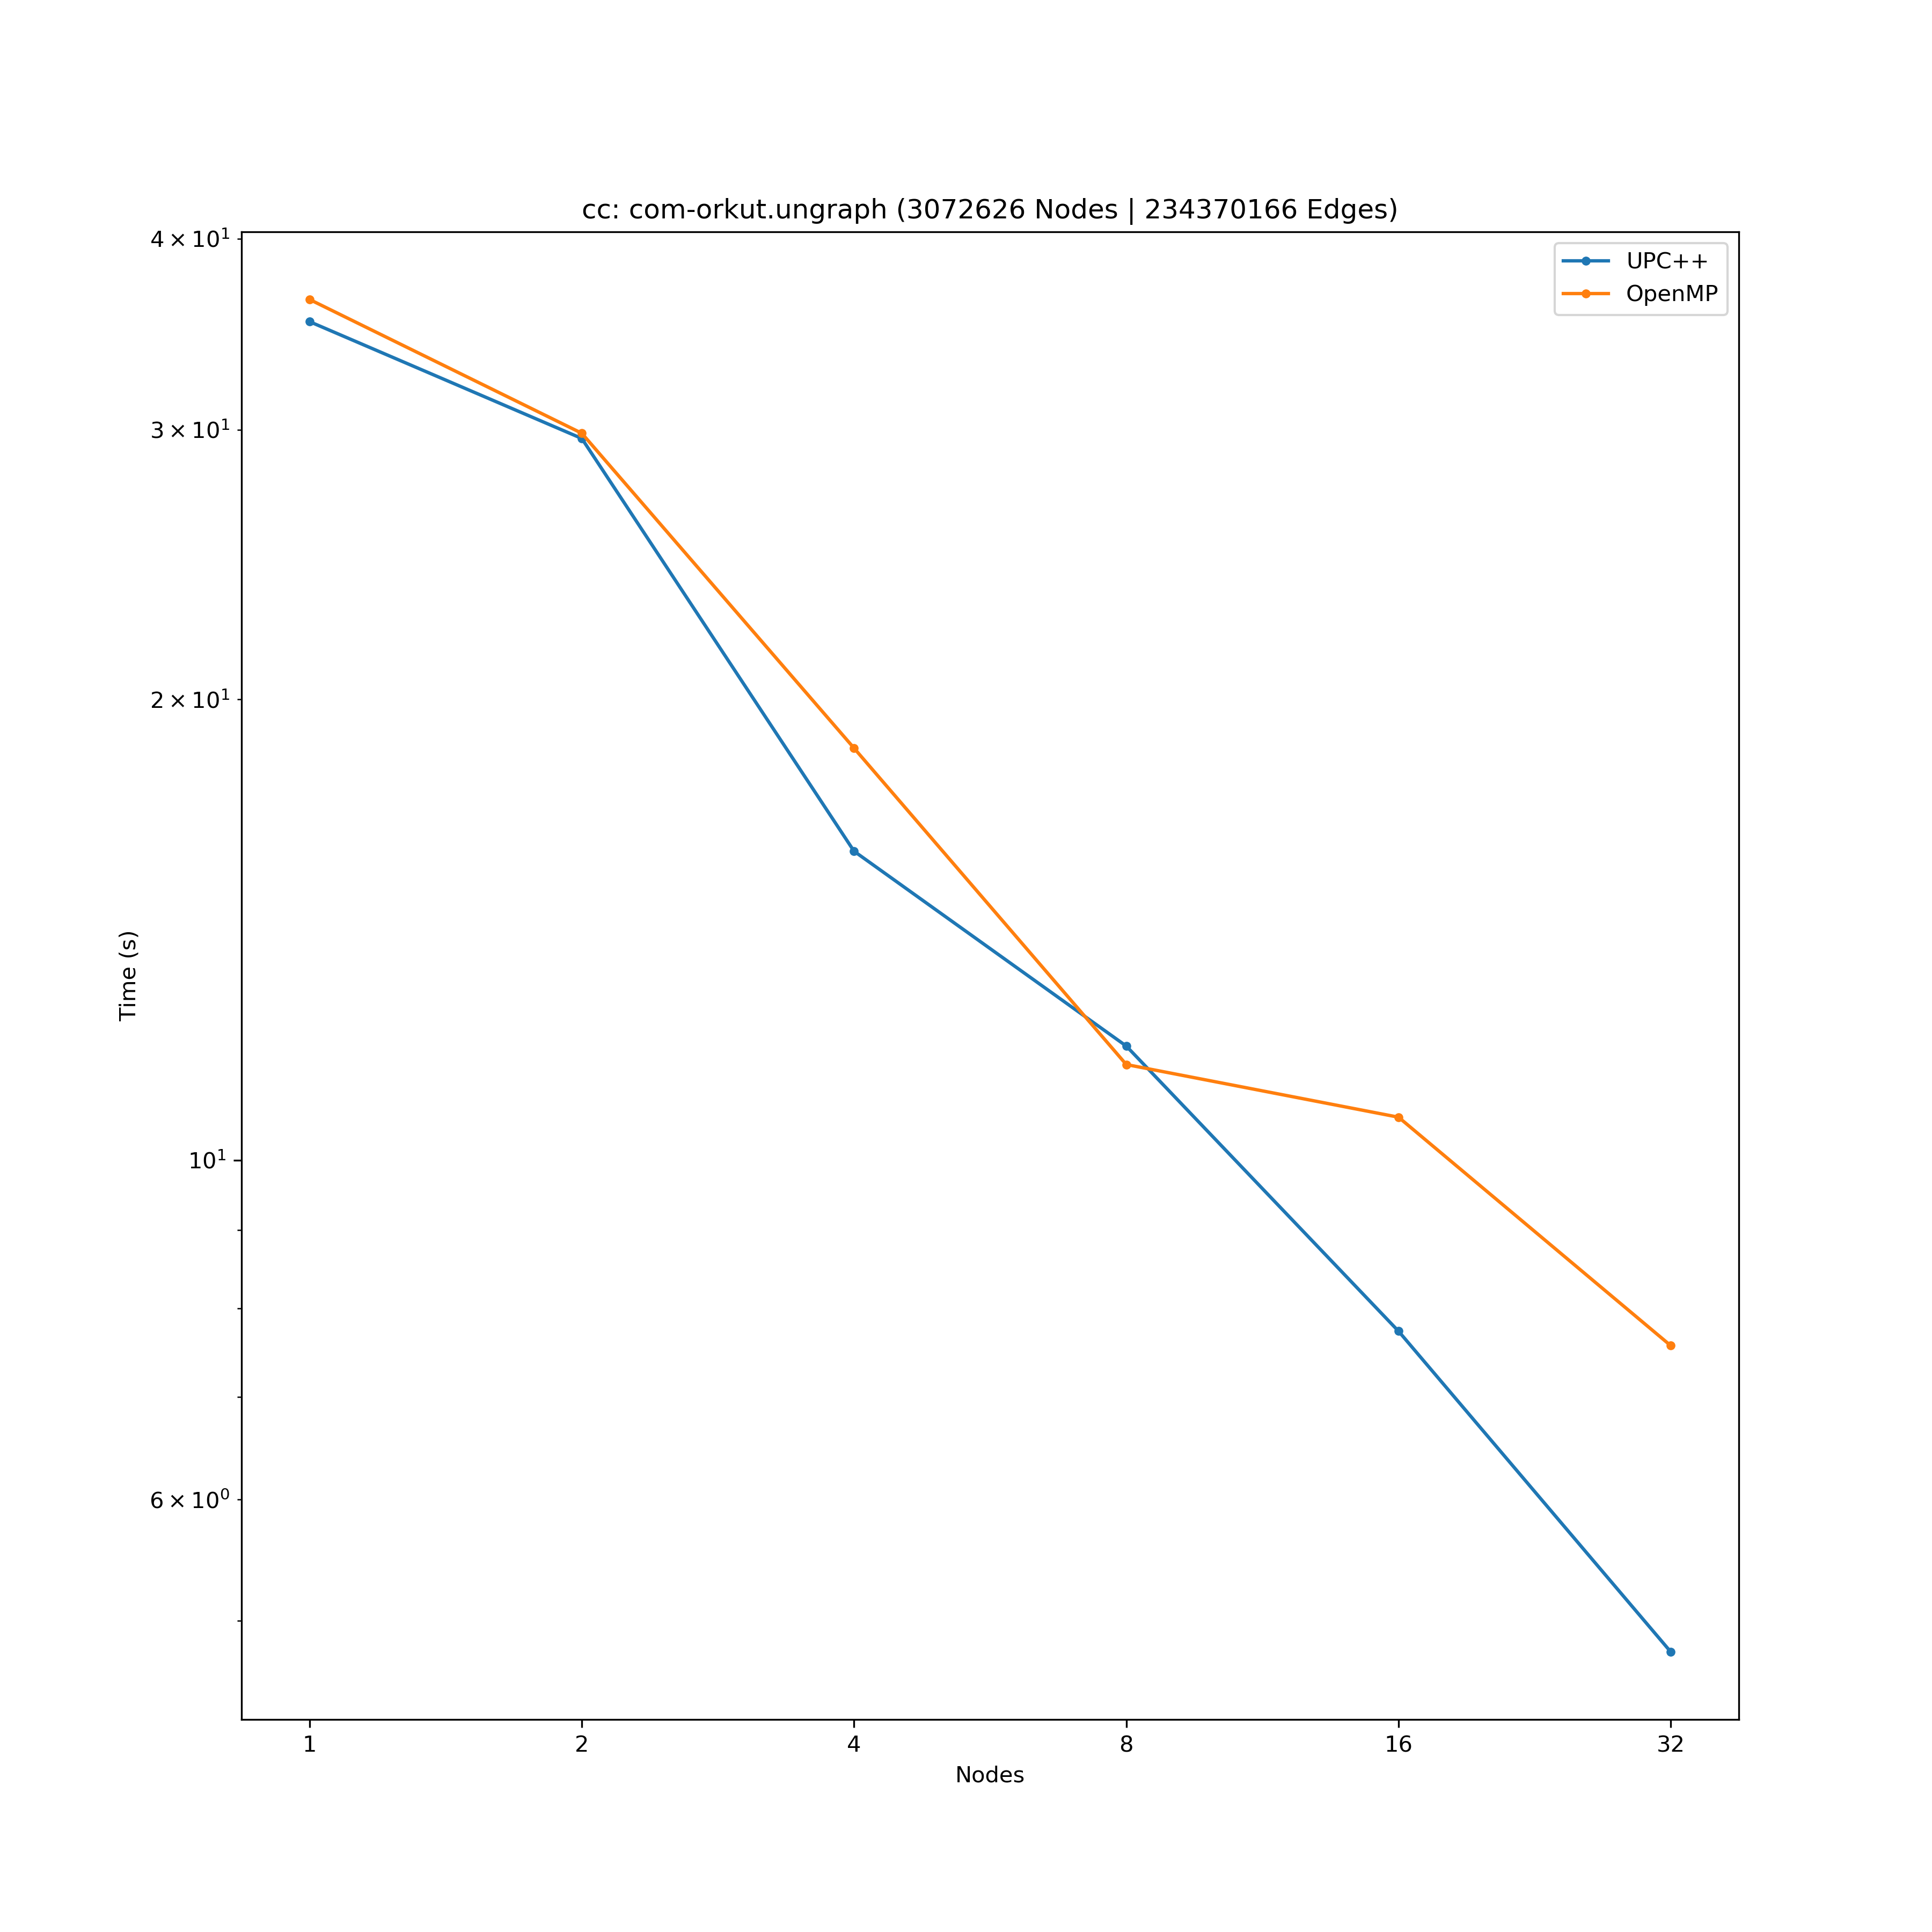 cc: com-orkut.ungraph (3072626 Nodes | 234370166 Edges)
UPC++
OpenMP
4 × 10¹
3 × 10¹
2 × 10¹
10¹
6 × 10⁰
Time (s)
1 2 4 8 16 32
Nodes